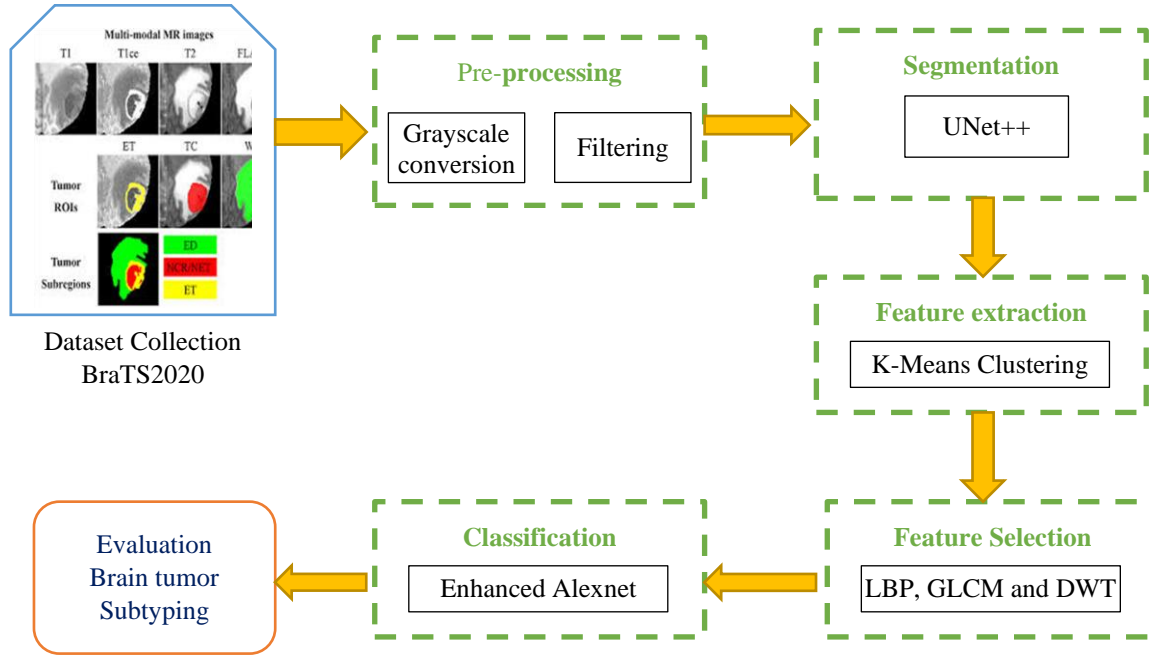 Multi-modal MR images
T1 T1ce T2 FL
ET TC W
Tumor
ROIs
Tumor
Subregions
ED
NCR/NET
ET
Dataset Collection
BraTS2020
Pre-processing
Grayscale
conversion
Filtering
Segmentation
UNet++
Feature extraction
K-Means Clustering
Feature Selection
LBP, GLCM and DWT
Classification
Enhanced Alexnet
Evaluation
Brain tumor
Subtyping